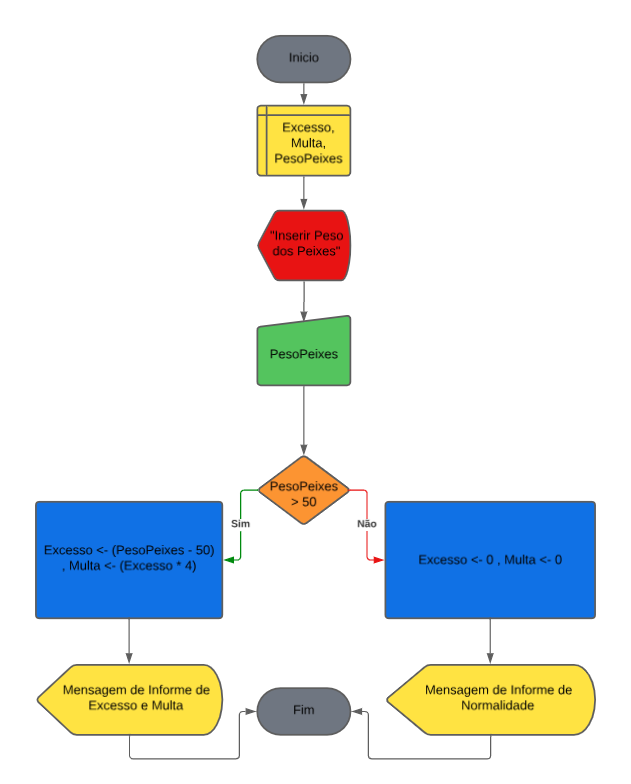 Inicio
Excesso,
Multa,
PesoPeixes
"Inserir Peso
dos Peixes"
PesoPeixes
PesoPeixes
> 50
Sim
Não
Excesso <- (PesoPeixes - 50)
, Multa <- (Excesso * 4)
Excesso <- 0 , Multa <- 0
Mensagem de Informe de
Excesso e Multa
Mensagem de Informe de
Normalidade
Fim